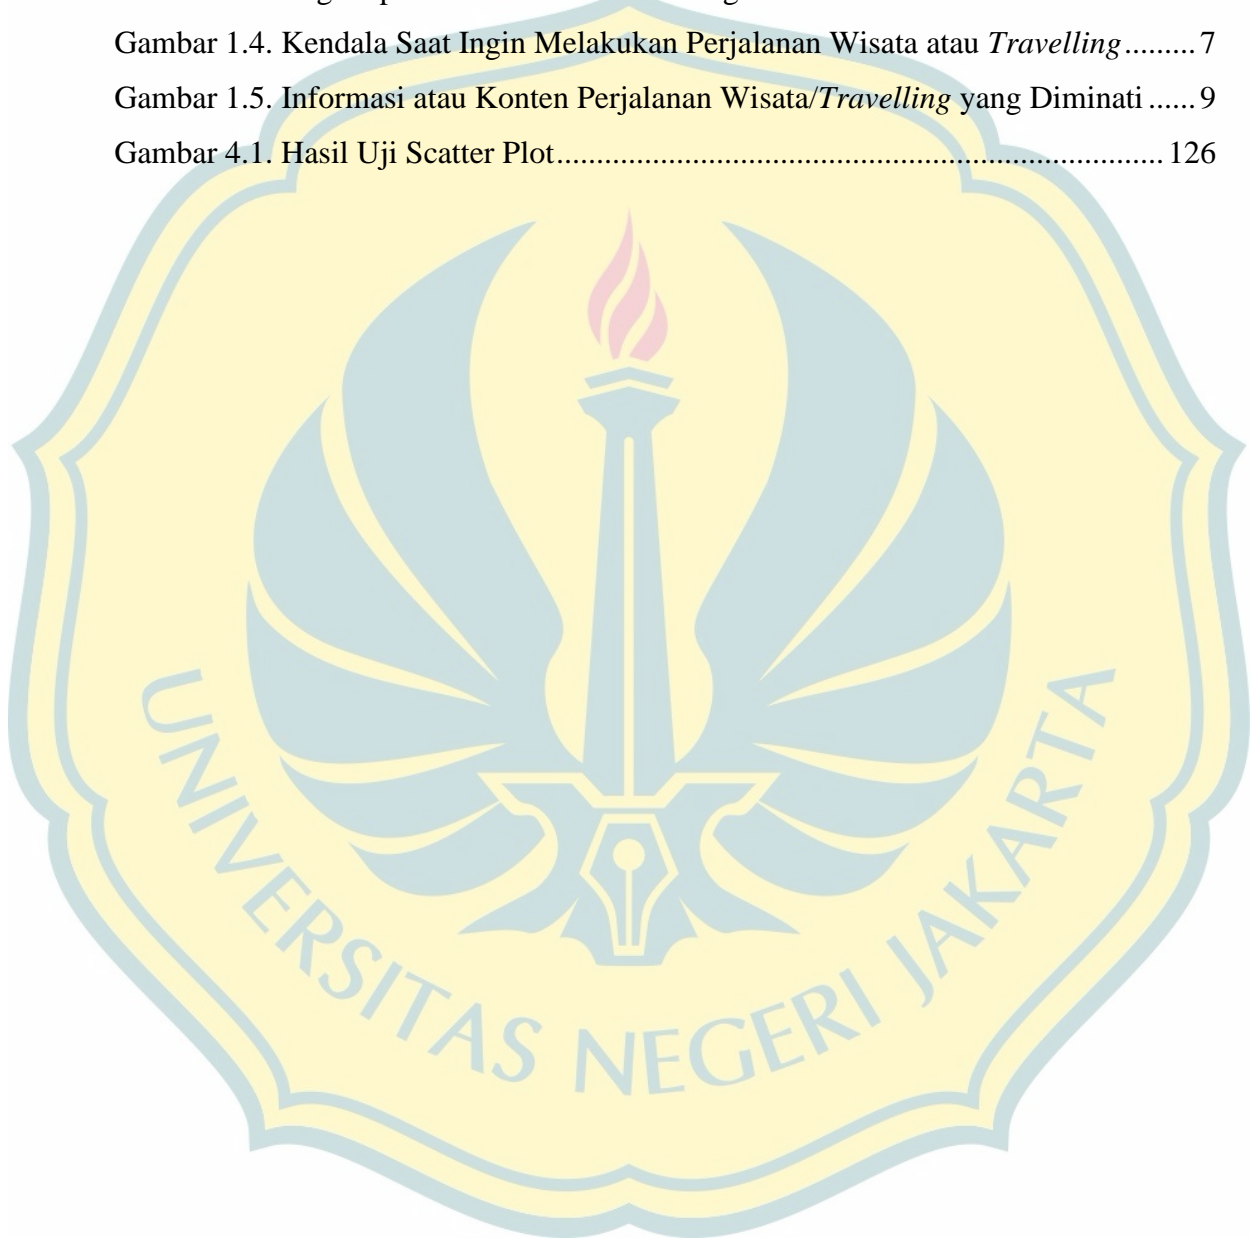 Gambar 1.4. Kendala Saat Ingin Melakukan Perjalanan Wisata atau Travelling.........7
Gambar 1.5. Informasi atau Konten Perjalanan Wisata/Travelling yang Diminati......9
Gambar 4.1. Hasil Uji Scatter Plot............................................................................126
UNIVERSITAS NEGERI JAKARTA